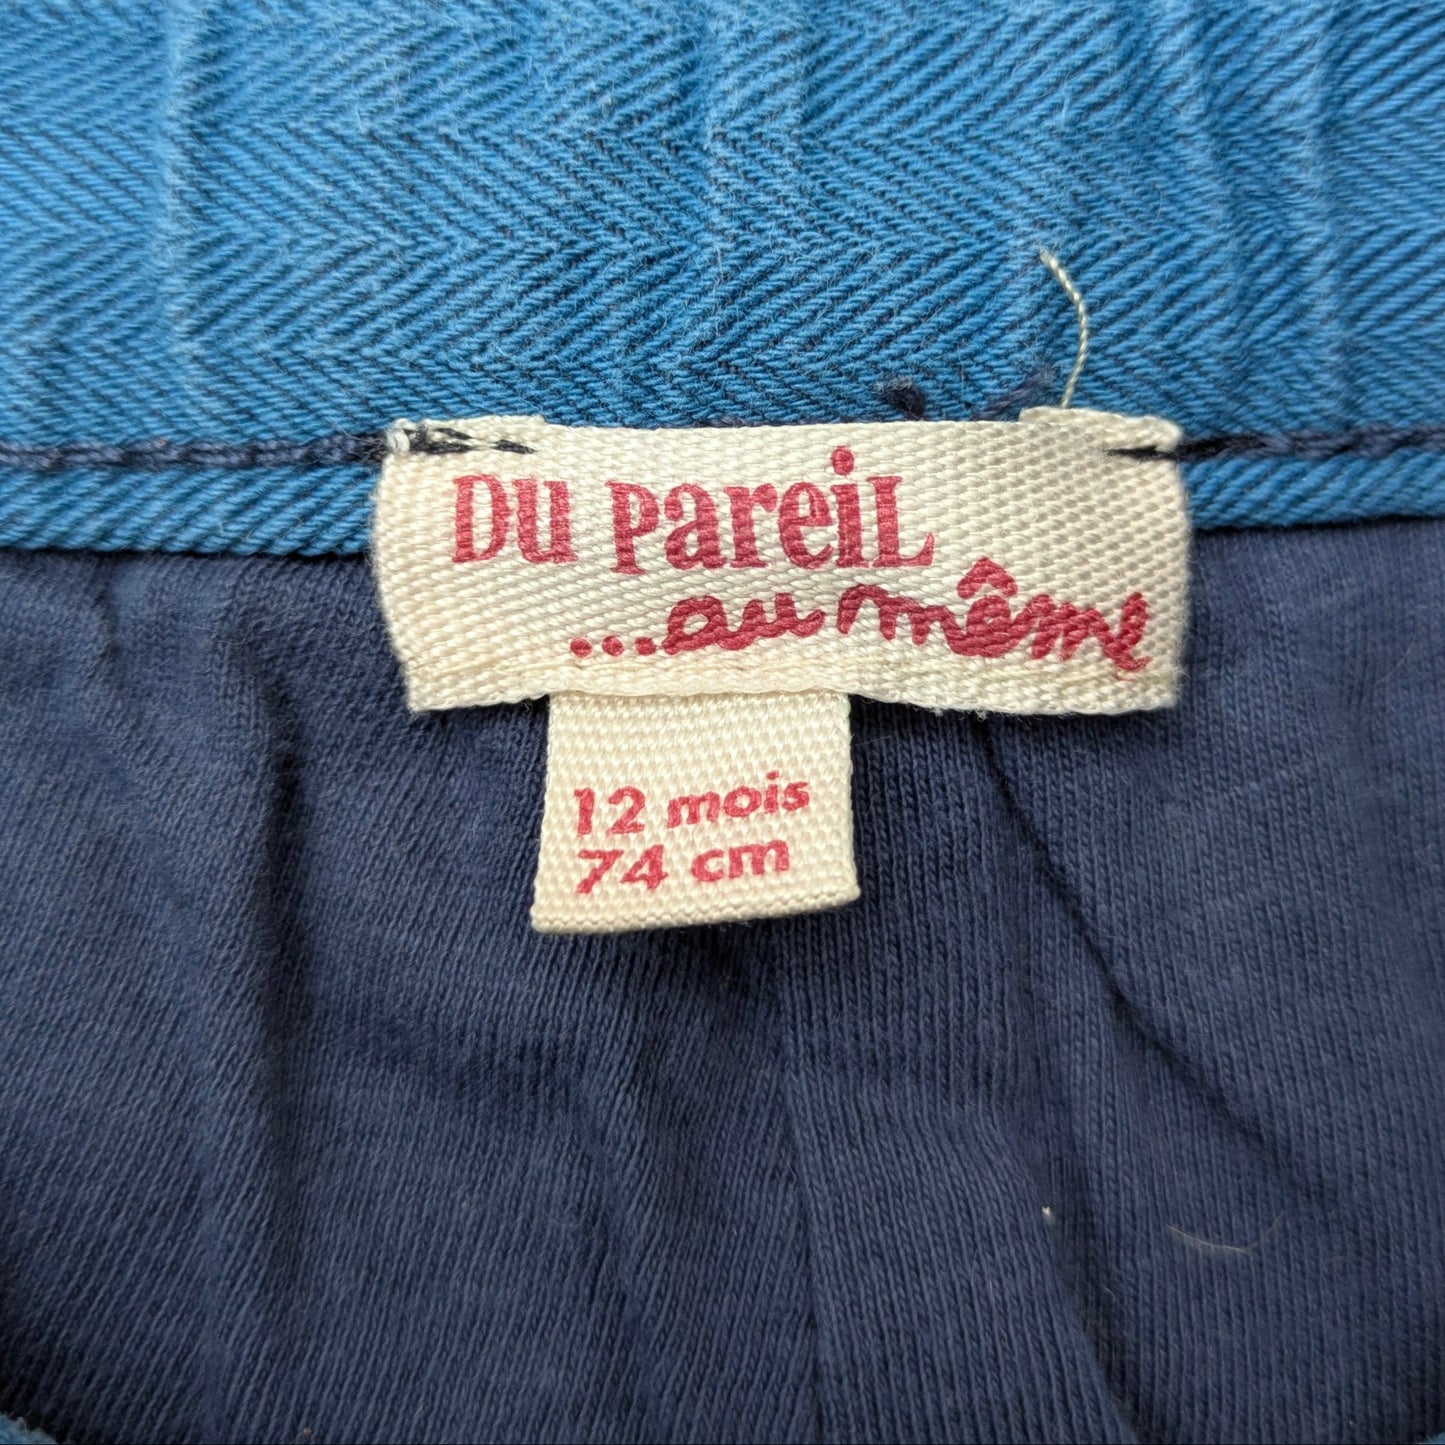 Du PareiL
...au même
12 mois
74 cm